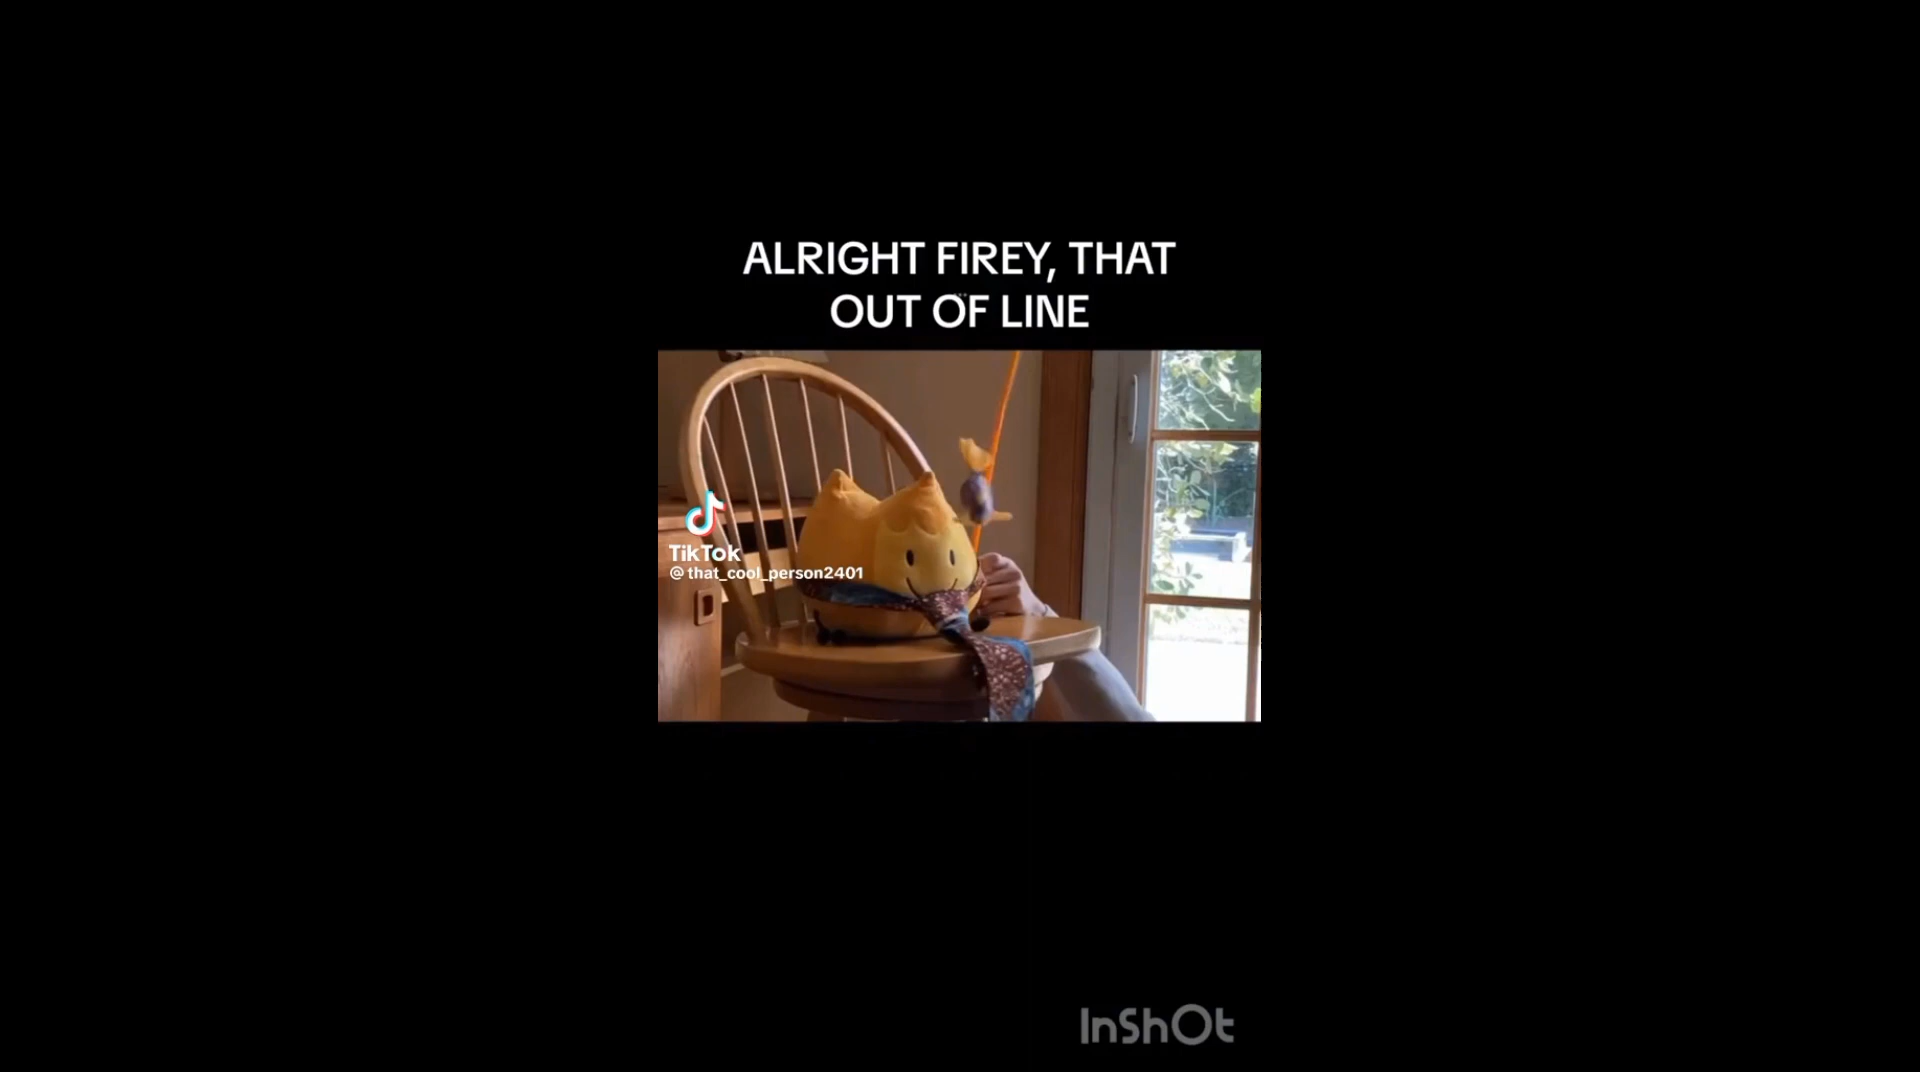 ALRIGHT FIREY, THAT
OUT OF LINE
TikTok
@that_cool_person2401
InShOt